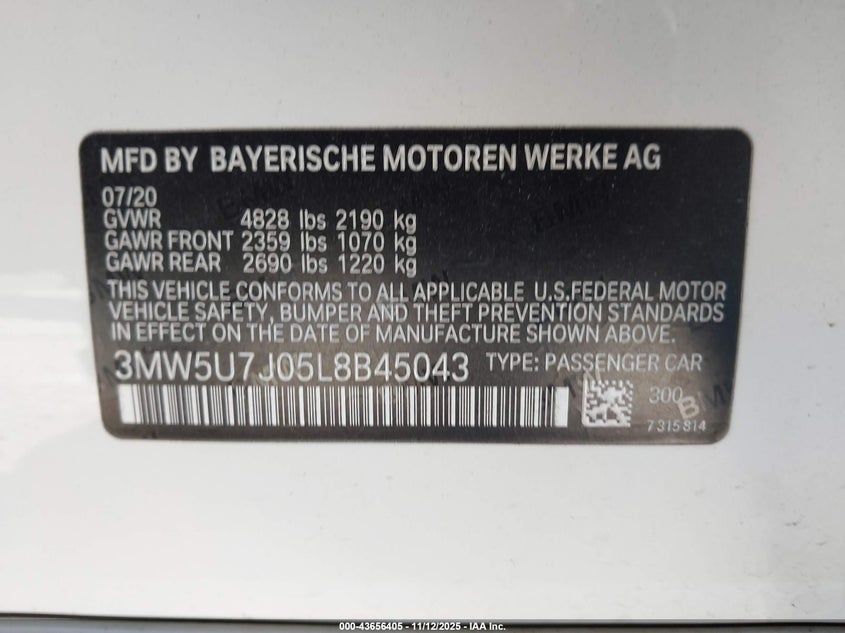 MFD BY BAYERISCHE MOTOREN WERKE AG
07/20
GVWR 4828 lbs 2190 kg
GAWR FRONT 2359 lbs 1070 kg
GAWR REAR 2690 lbs 1220 kg
THIS VEHICLE CONFORMS TO ALL APPLICABLE U.S.FEDERAL MOTOR
VEHICLE SAFETY, BUMPER AND THEFT PREVENTION STANDARDS
IN EFFECT ON THE DATE OF MANUFACTURE SHOWN ABOVE.
3MW5U7J05L8B45043 TYPE: PASSENGER CAR
300
7315814
000-43656405 - 11/12/2025 - IAA Inc.